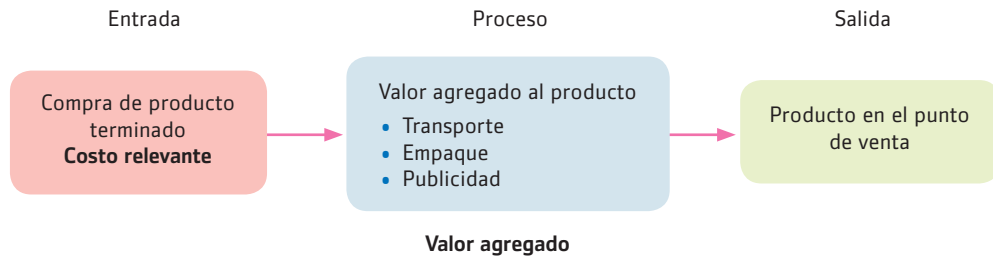 Entrada
Proceso
Salida
Compra de producto
terminado
Costo relevante
Valor agregado al producto
• Transporte
• Empaque
• Publicidad
Producto en el punto
de venta
Valor agregado